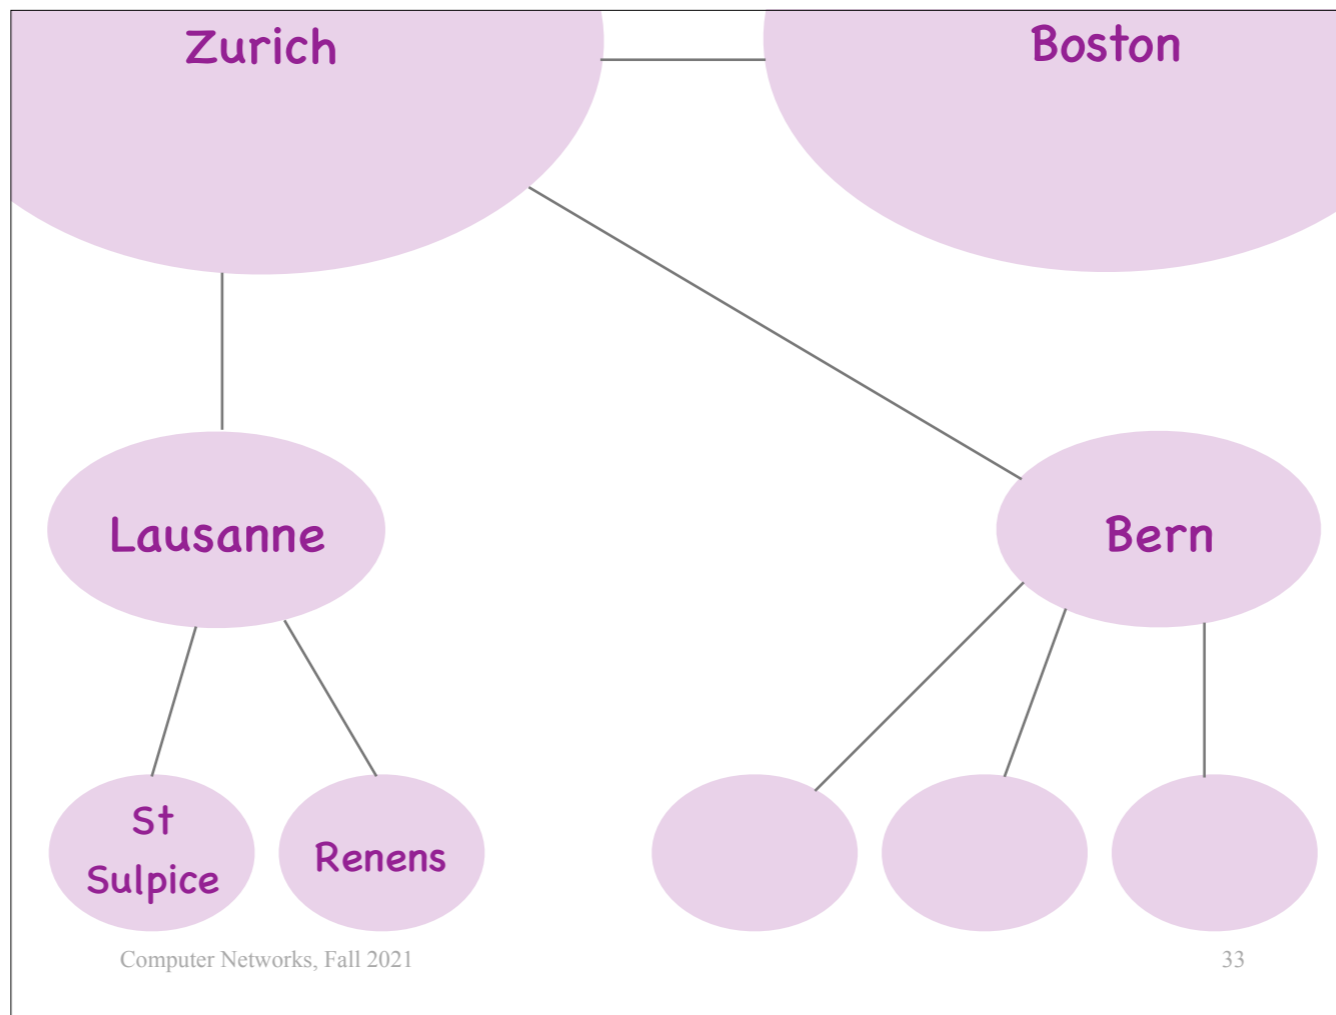 Zurich
Boston
Lausanne
Bern
St
Sulpice
Renens
Computer Networks, Fall 2021
33